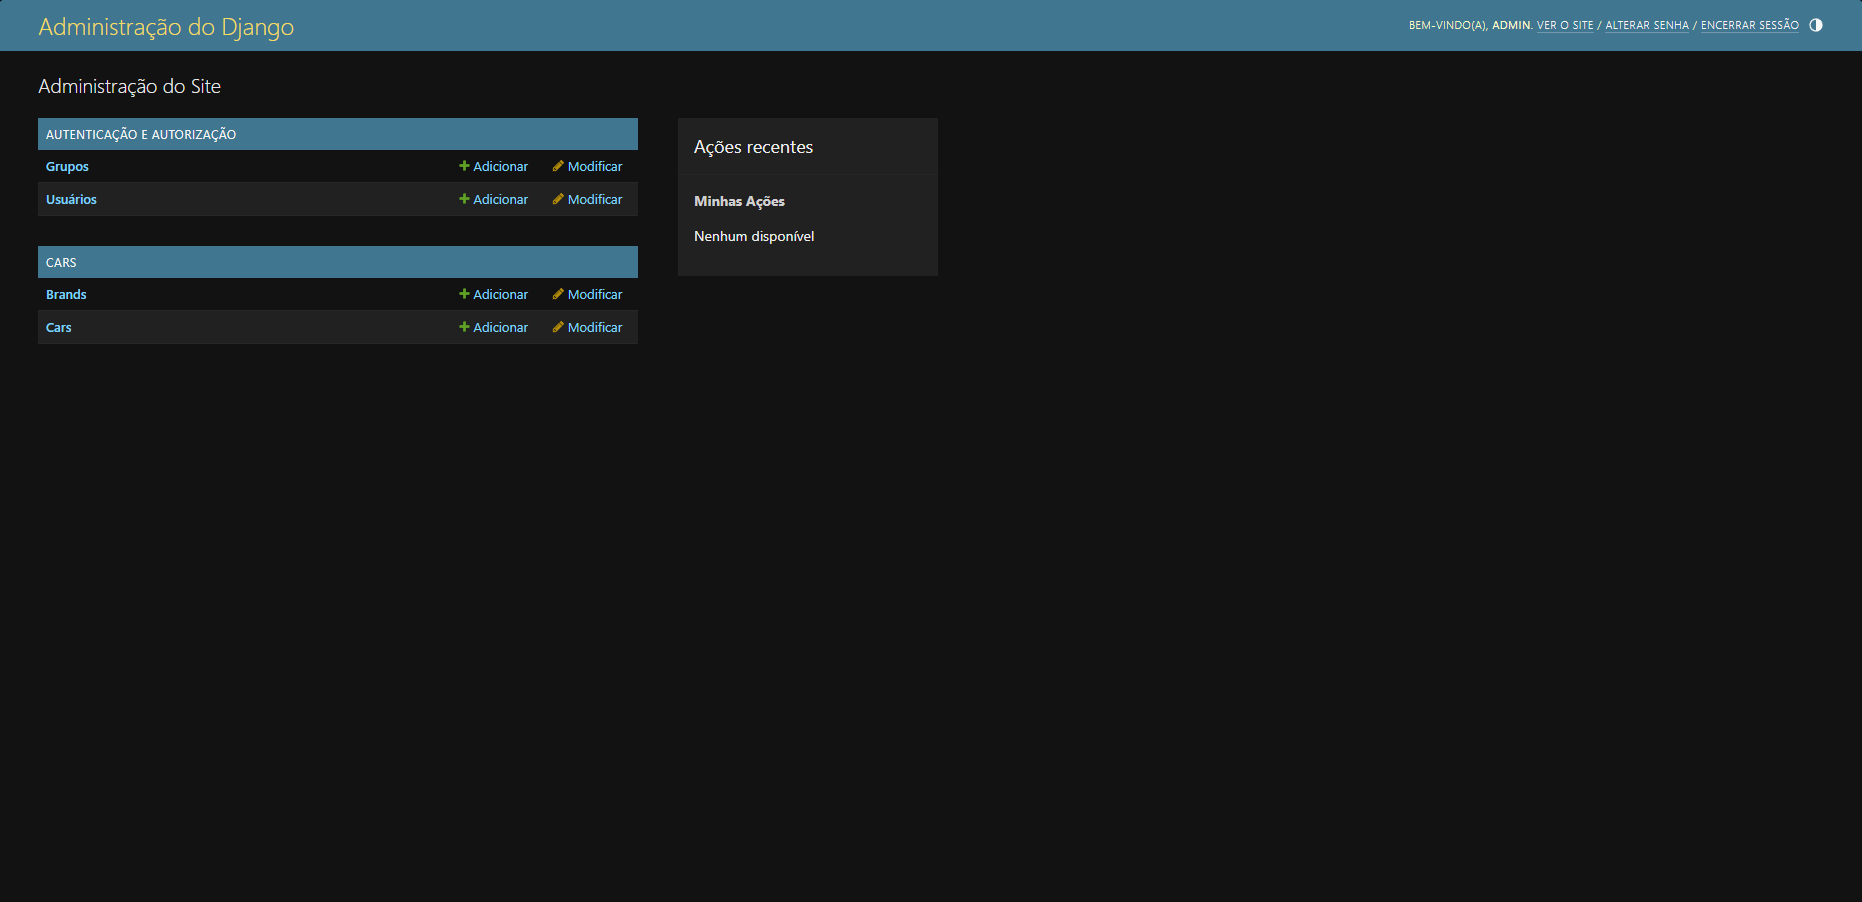 Administração do Django
BEM-VINDO(A), ADMIN. VER O SITE / ALTERAR SENHA / ENCERRAR SESSÃO
Administração do Site
AUTENTICAÇÃO E AUTORIZAÇÃO
Grupos Adicionar Modificar
Usuários Adicionar Modificar
CARS
Brands Adicionar Modificar
Cars Adicionar Modificar
Ações recentes
Minhas Ações
Nenhum disponível